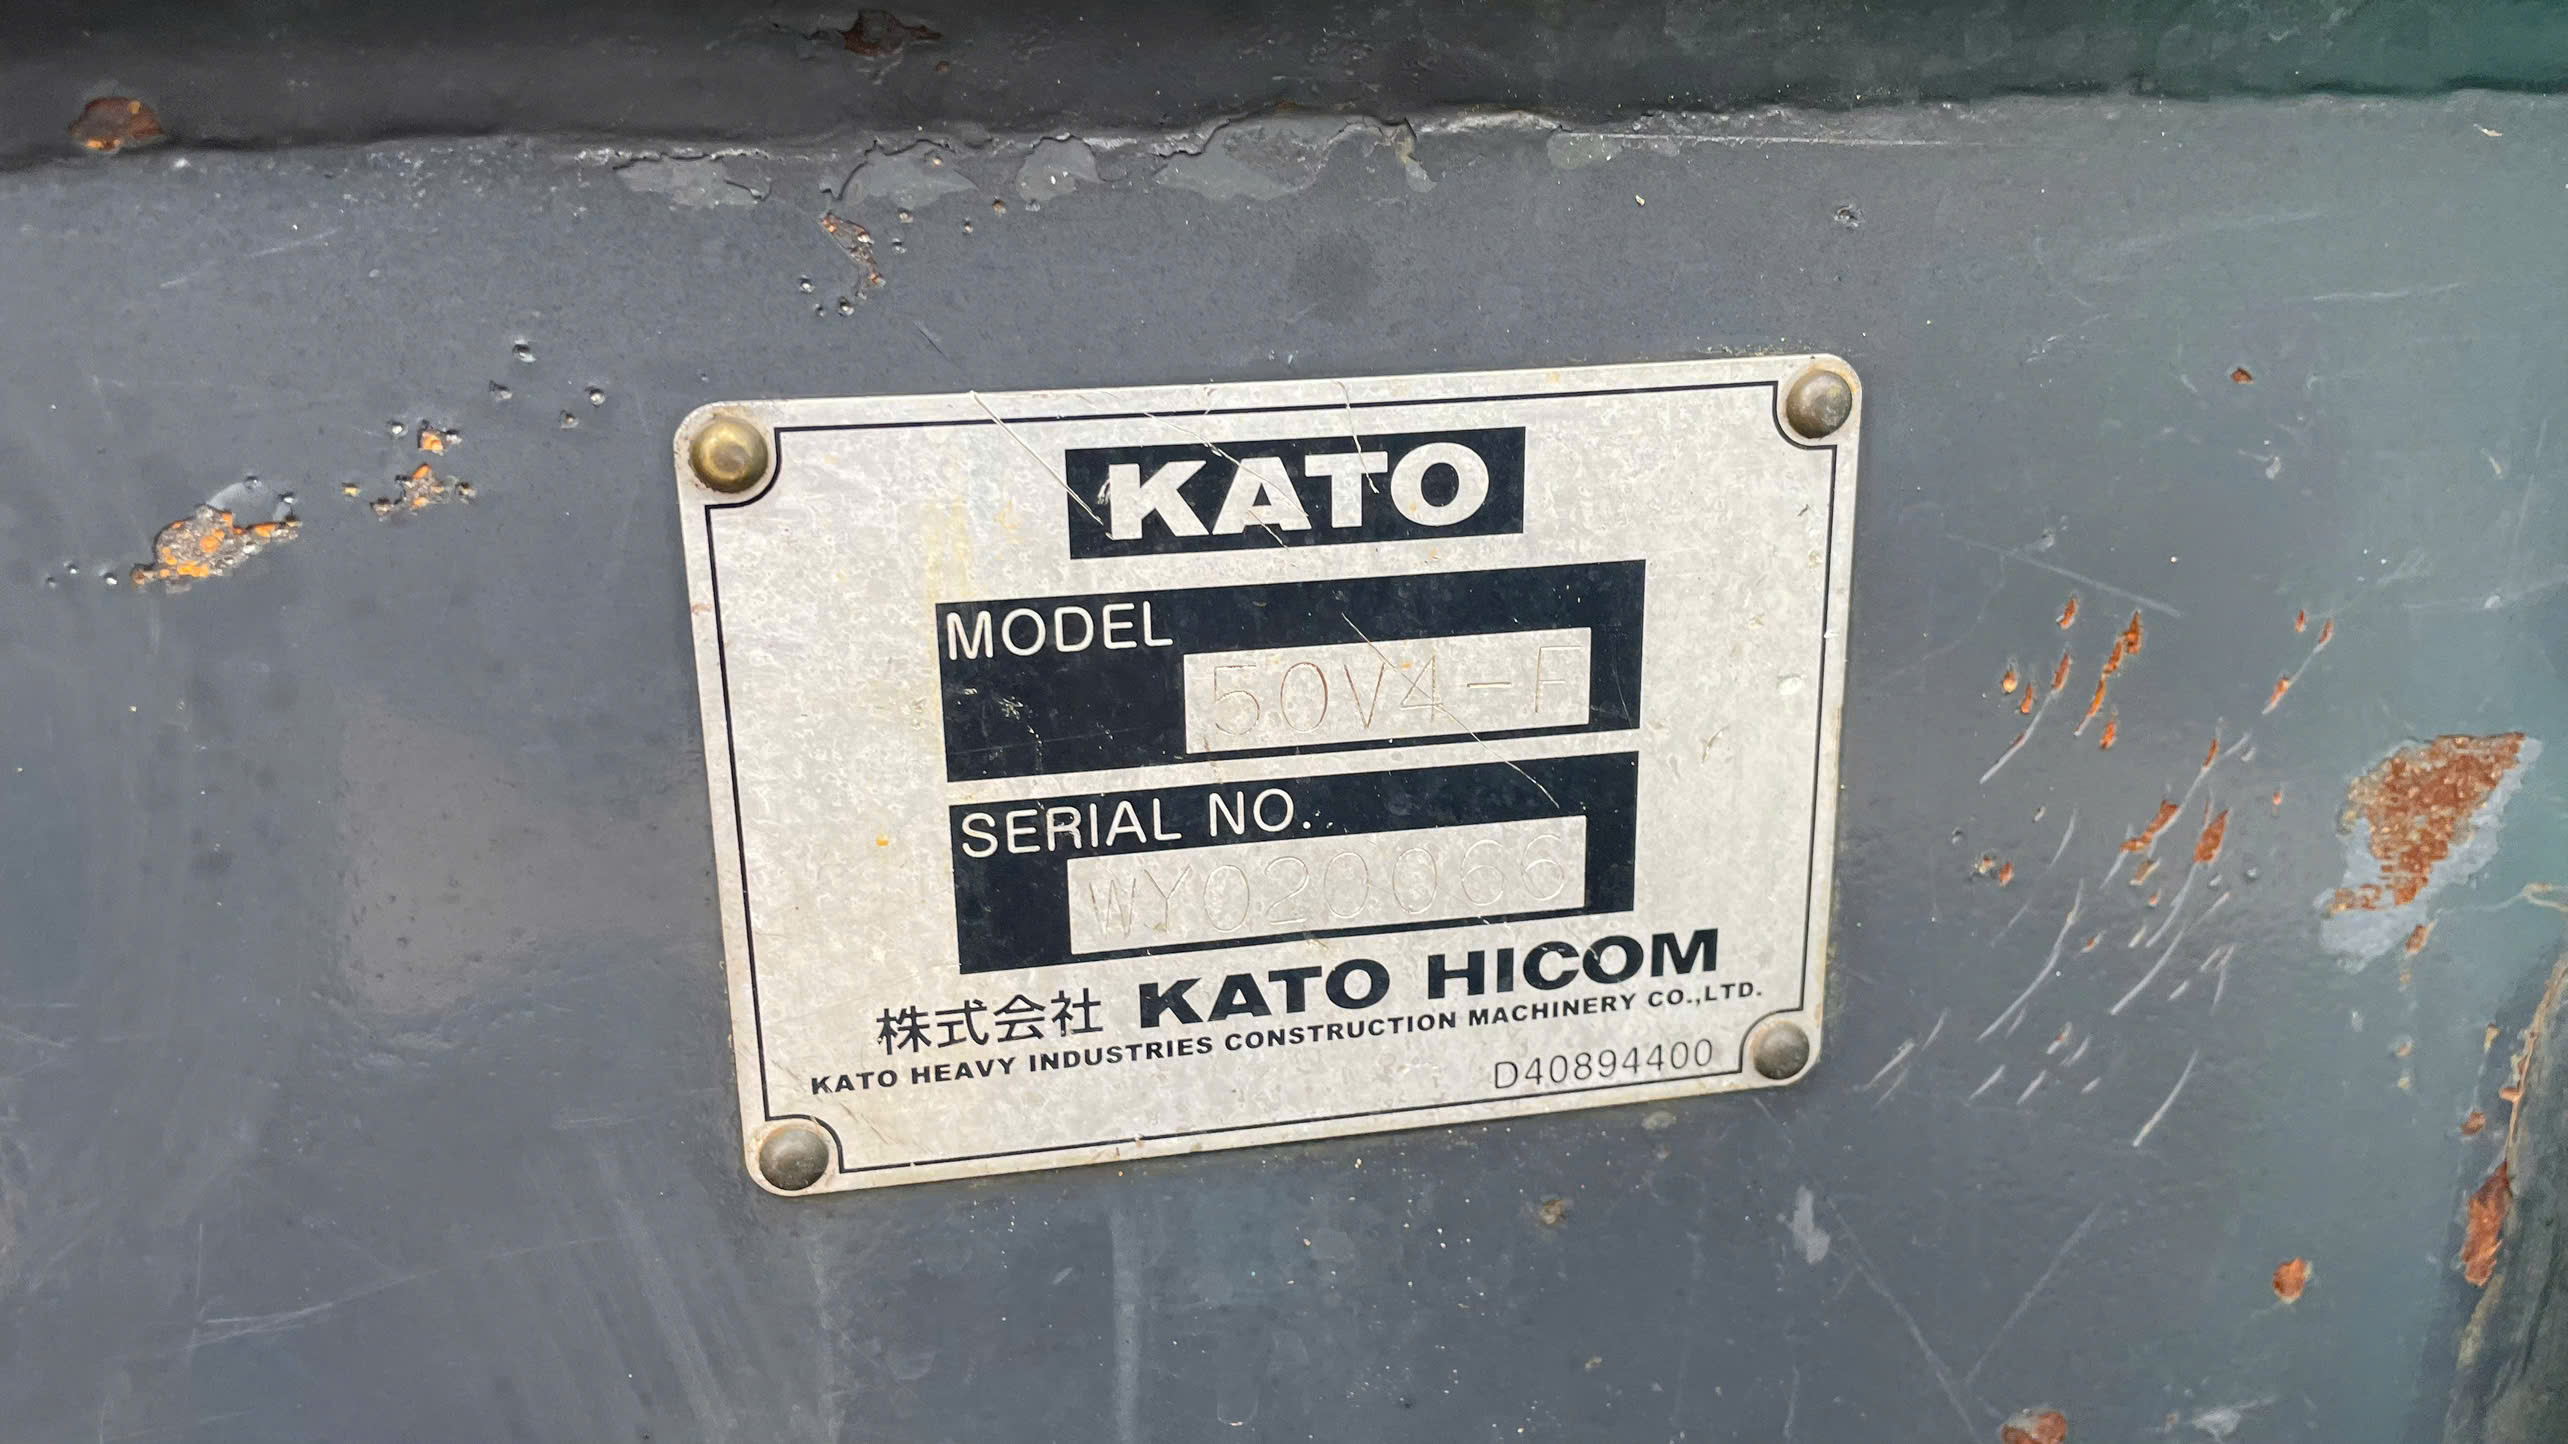 KATO
MODEL
50V4-F
SERIAL NO.
WY020066
株式会社 KATO HICOM
KATO HEAVY INDUSTRIES CONSTRUCTION MACHINERY CO.,LTD.
D40894400